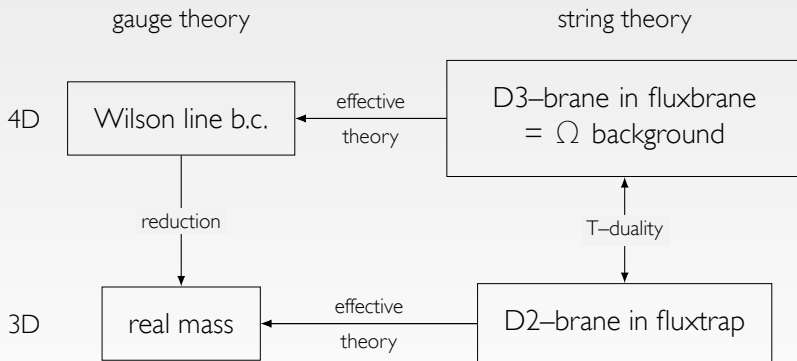 gauge theory
string theory
4D
Wilson line b.c.
effective
theory
D3–brane in fluxbrane
= Ω background
reduction
T–duality
3D
real mass
effective
theory
D2–brane in fluxtrap